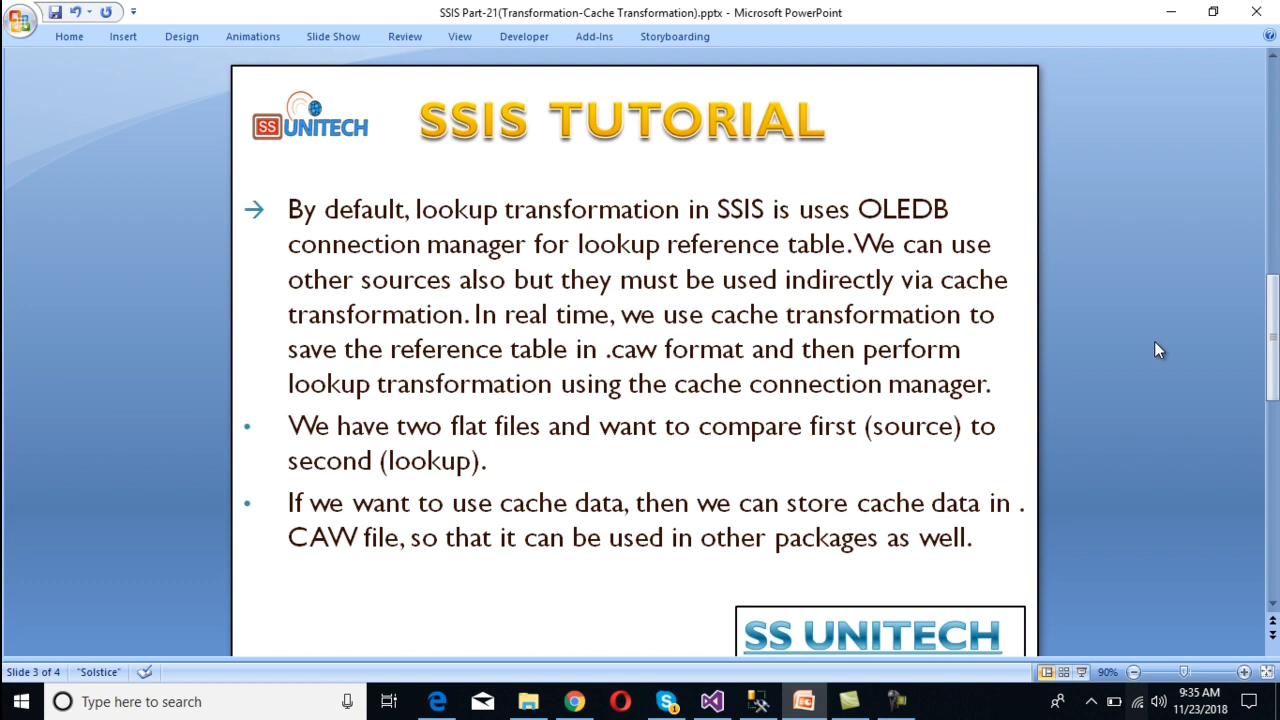 SSIS Part-21(Transformation-Cache Transformation).pptx - Microsoft PowerPoint
Home Insert Design Animations Slide Show Review View Developer Add-Ins Storyboarding
SS UNITECH
SSIS TUTORIAL
→ By default, lookup transformation in SSIS is uses OLEDB
connection manager for lookup reference table. We can use
other sources also but they must be used indirectly via cache
transformation. In real time, we use cache transformation to
save the reference table in .caw format and then perform
lookup transformation using the cache connection manager.
• We have two flat files and want to compare first (source) to
second (lookup).
• If we want to use cache data, then we can store cache data in .
CAW file, so that it can be used in other packages as well.
SS UNITECH
Slide 3 of 4 "Solstice" 90%
Type here to search
9:35 AM
11/23/2018